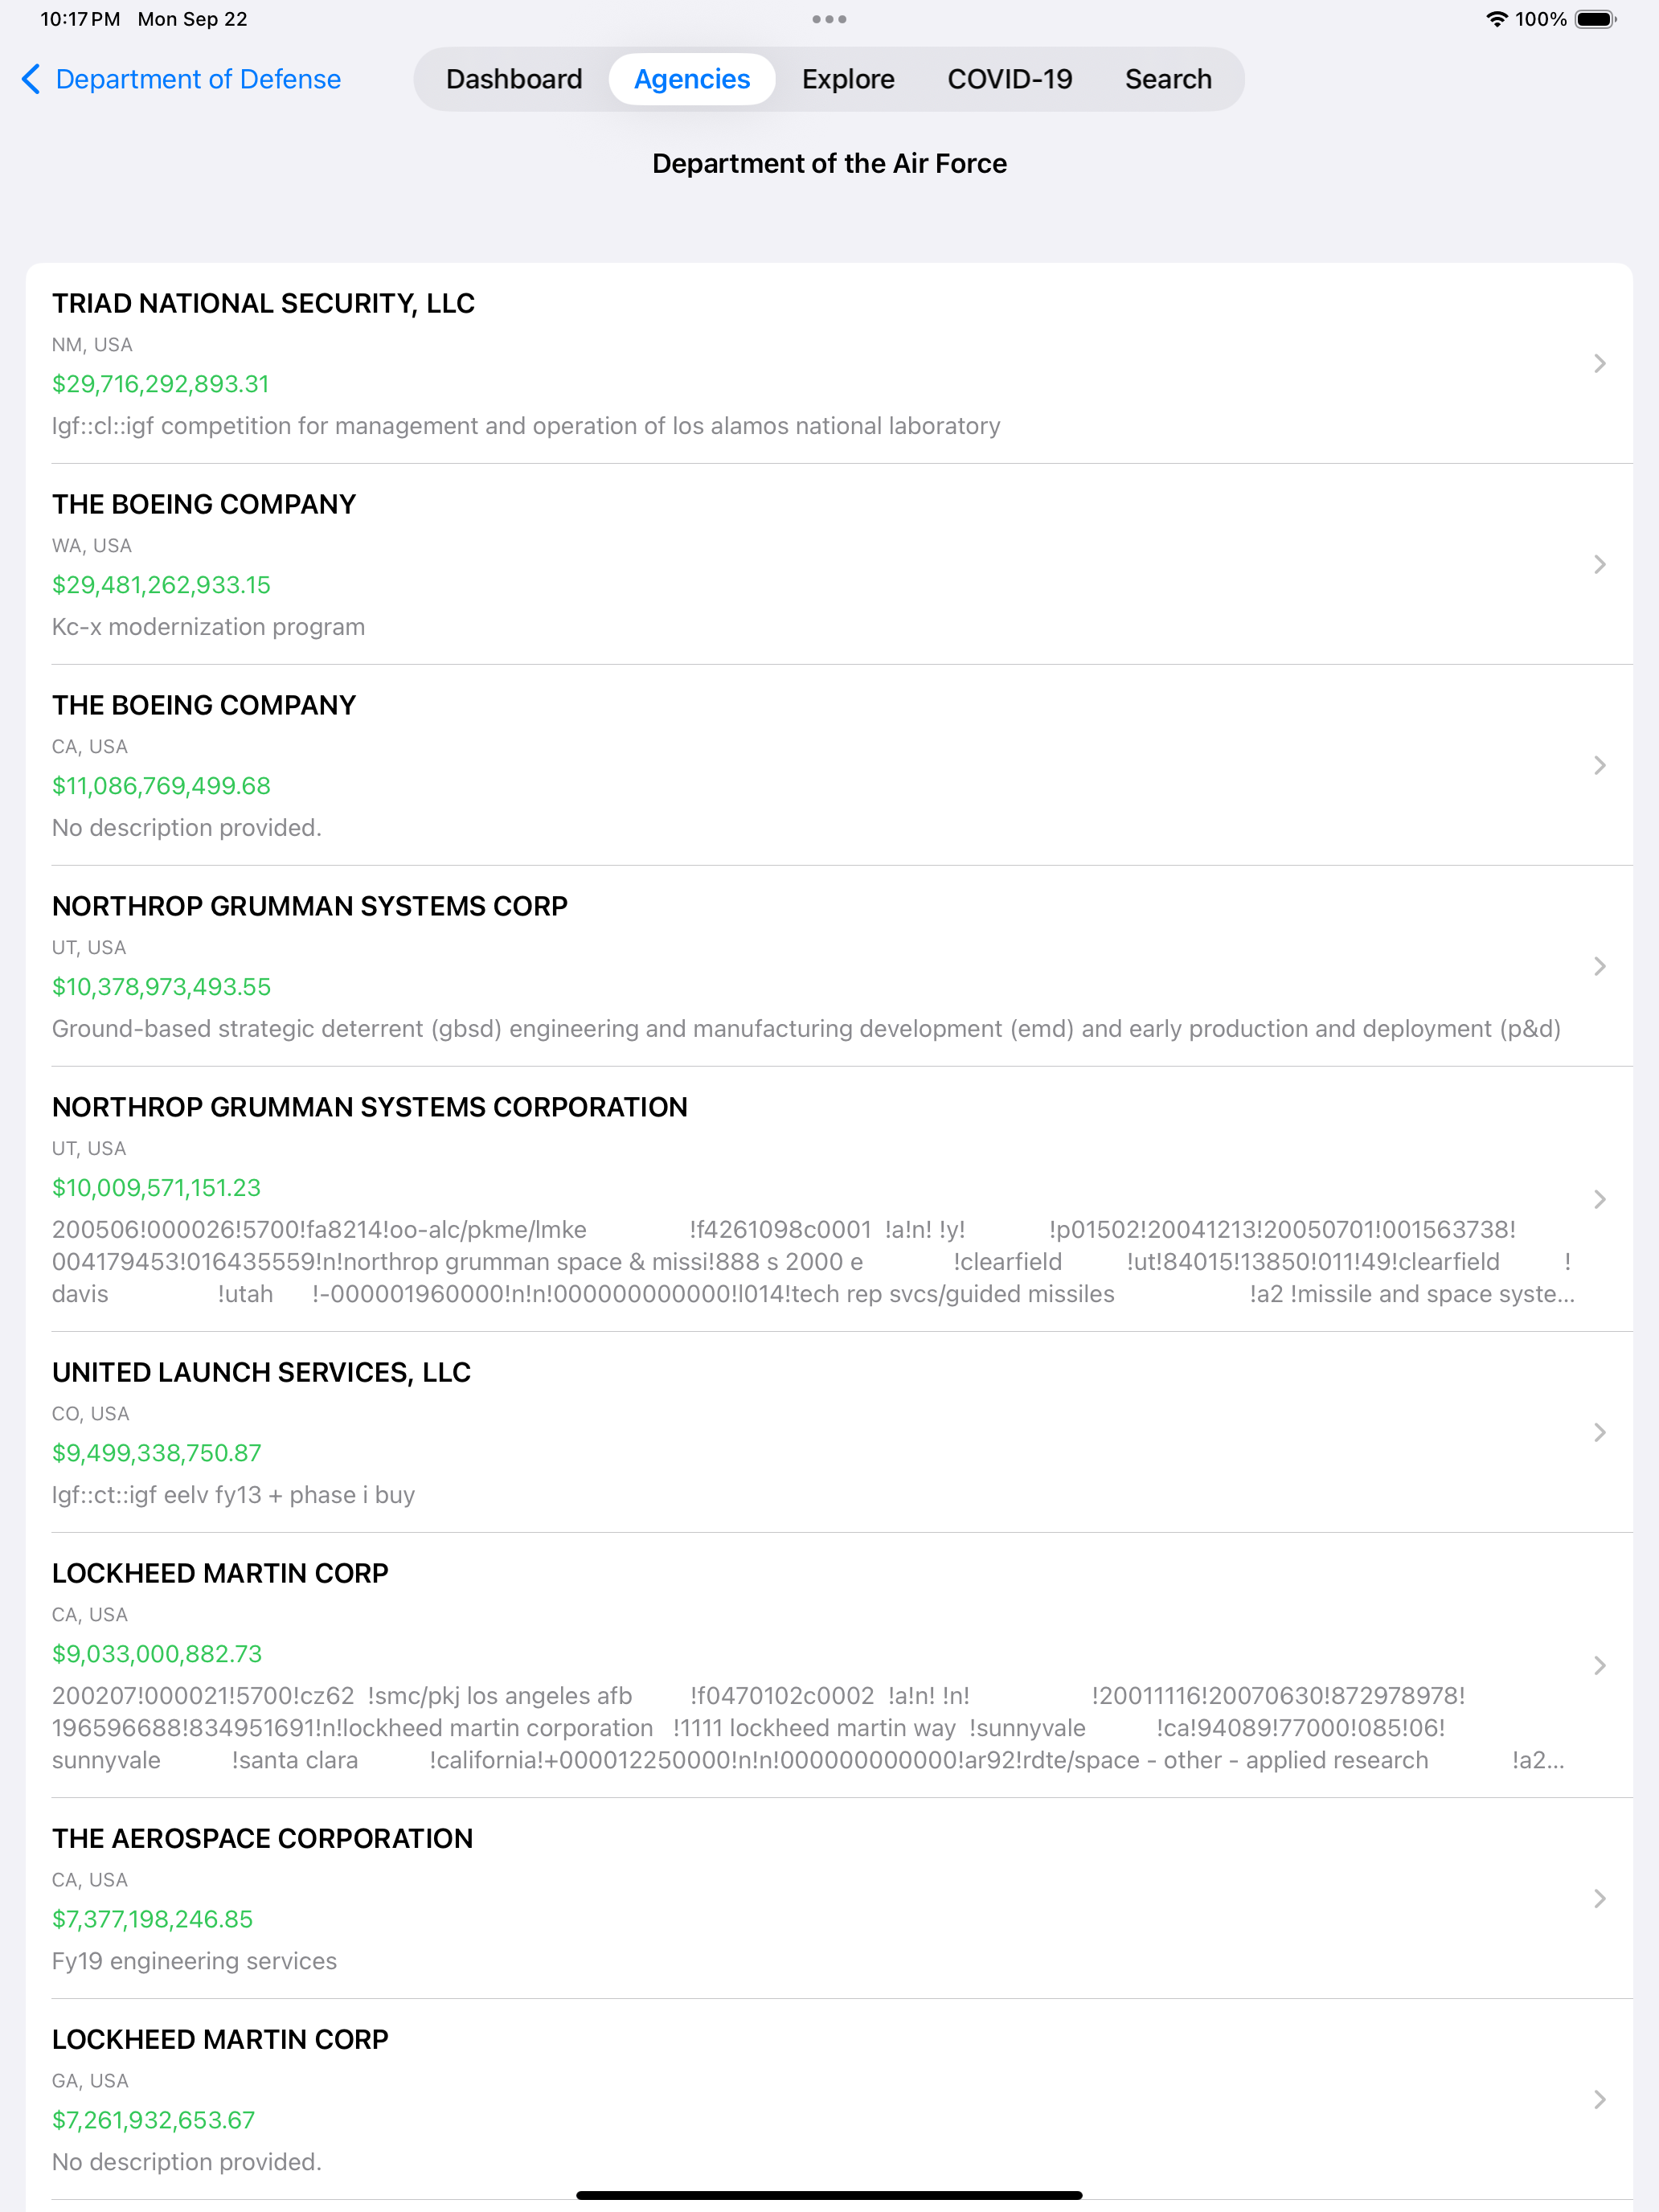 10:17 PM Mon Sep 22
100%
Department of Defense
Dashboard Agencies Explore COVID-19 Search
Department of the Air Force
TRIAD NATIONAL SECURITY, LLC
NM, USA
$29,716,292,893.31
Igf::cl::igf competition for management and operation of los alamos national laboratory
THE BOEING COMPANY
WA, USA
$29,481,262,933.15
Kc-x modernization program
THE BOEING COMPANY
CA, USA
$11,086,769,499.68
No description provided.
NORTHROP GRUMMAN SYSTEMS CORP
UT, USA
$10,378,973,493.55
Ground-based strategic deterrent (gbsd) engineering and manufacturing development (emd) and early production and deployment (p&d)
NORTHROP GRUMMAN SYSTEMS CORPORATION
UT, USA
$10,009,571,151.23
200506!000026!5700!fa8214!oo-alc/pkme/lmke !f4261098c0001 !a!n! !y! !p01502!20041213!20050701!001563738!
004179453!016435559!n!northrop grumman space & missi!888 s 2000 e !clearfield !ut!84015!13850!011!49!clearfield !
davis !utah !-000001960000!n!n!000000000000!l014!tech rep svcs/guided missiles !a2 !missile and space syste...
UNITED LAUNCH SERVICES, LLC
CO, USA
$9,499,338,750.87
Igf::ct::igf eelv fy13 + phase i buy
LOCKHEED MARTIN CORP
CA, USA
$9,033,000,882.73
200207!000021!5700!cz62 !smc/pkj los angeles afb !f0470102c0002 !a!n! !n! !20011116!20070630!872978978!
196596688!834951691!n!lockheed martin corporation !1111 lockheed martin way !sunnyvale !ca!94089!77000!085!06!
sunnyvale !santa clara !california!+000012250000!n!n!000000000000!ar92!rdte/space - other - applied research !a2...
THE AEROSPACE CORPORATION
CA, USA
$7,377,198,246.85
Fy19 engineering services
LOCKHEED MARTIN CORP
GA, USA
$7,261,932,653.67
No description provided.